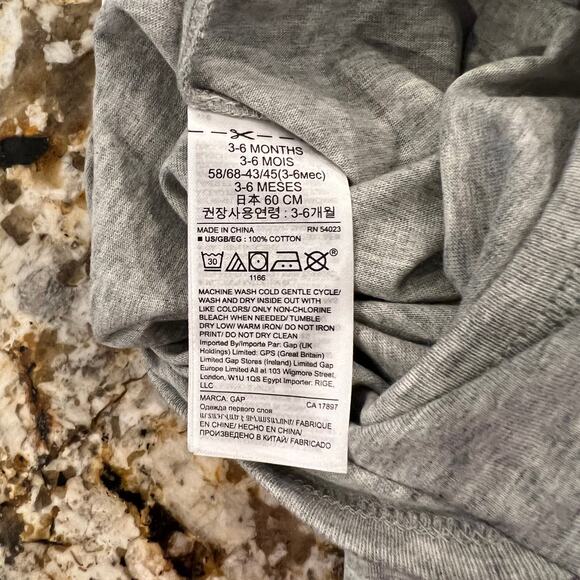 3-6 MONTHS
3-6 MOIS
58/68-43/45(3-6мес)
3-6 MESES
日本 60 CM
권장사용연령 : 3-6개월
MADE IN CHINA RN 54023
■ US/GB/EG : 100% COTTON
30
1166
MACHINE WASH COLD GENTLE CYCLE/
WASH AND DRY INSIDE OUT WITH
LIKE COLORS/ ONLY NON-CHLORINE
BLEACH WHEN NEEDED/ TUMBLE
DRY LOW/ WARM IRON/ DO NOT IRON
PRINT/ DO NOT DRY CLEAN
Imported By/Importe Par: Gap (UK
Holdings) Limited: GPS (Great Britain)
Limited Gap Stores (Ireland) Limited Gap
Europe Limited All at 103 Wigmore Street,
London, W1U 1QS Egypt Importer: RIGE,
LLC
MARCA: GAP CA 17897
Одежда первого слоя
/ FABRIQUE
EN CHINE/ HECHO EN CHINA/
ПРОИЗВЕДЕНО В КИТАЙ/ FABRICADO